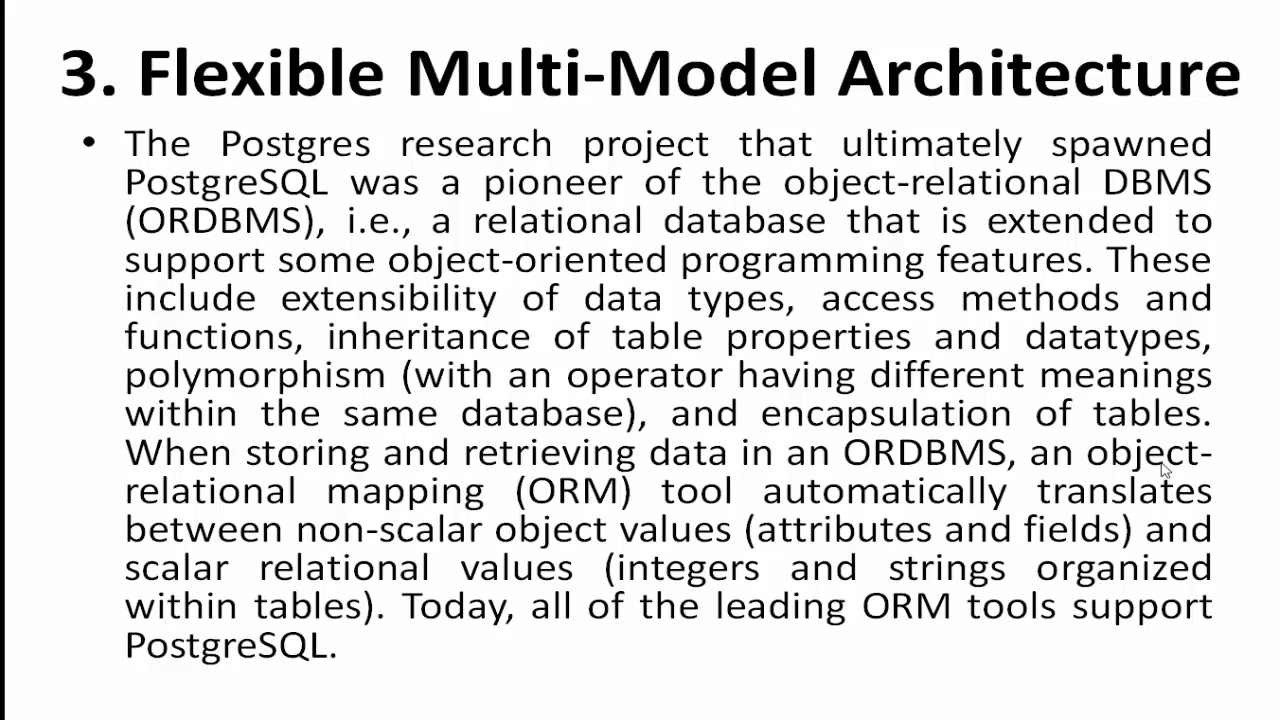 3. Flexible Multi-Model Architecture
• The Postgres research project that ultimately spawned
PostgreSQL was a pioneer of the object-relational DBMS
(ORDBMS), i.e., a relational database that is extended to
support some object-oriented programming features. These
include extensibility of data types, access methods and
functions, inheritance of table properties and datatypes,
polymorphism (with an operator having different meanings
within the same database), and encapsulation of tables.
When storing and retrieving data in an ORDBMS, an object-
relational mapping (ORM) tool automatically translates
between non-scalar object values (attributes and fields) and
scalar relational values (integers and strings organized
within tables). Today, all of the leading ORM tools support
PostgreSQL.